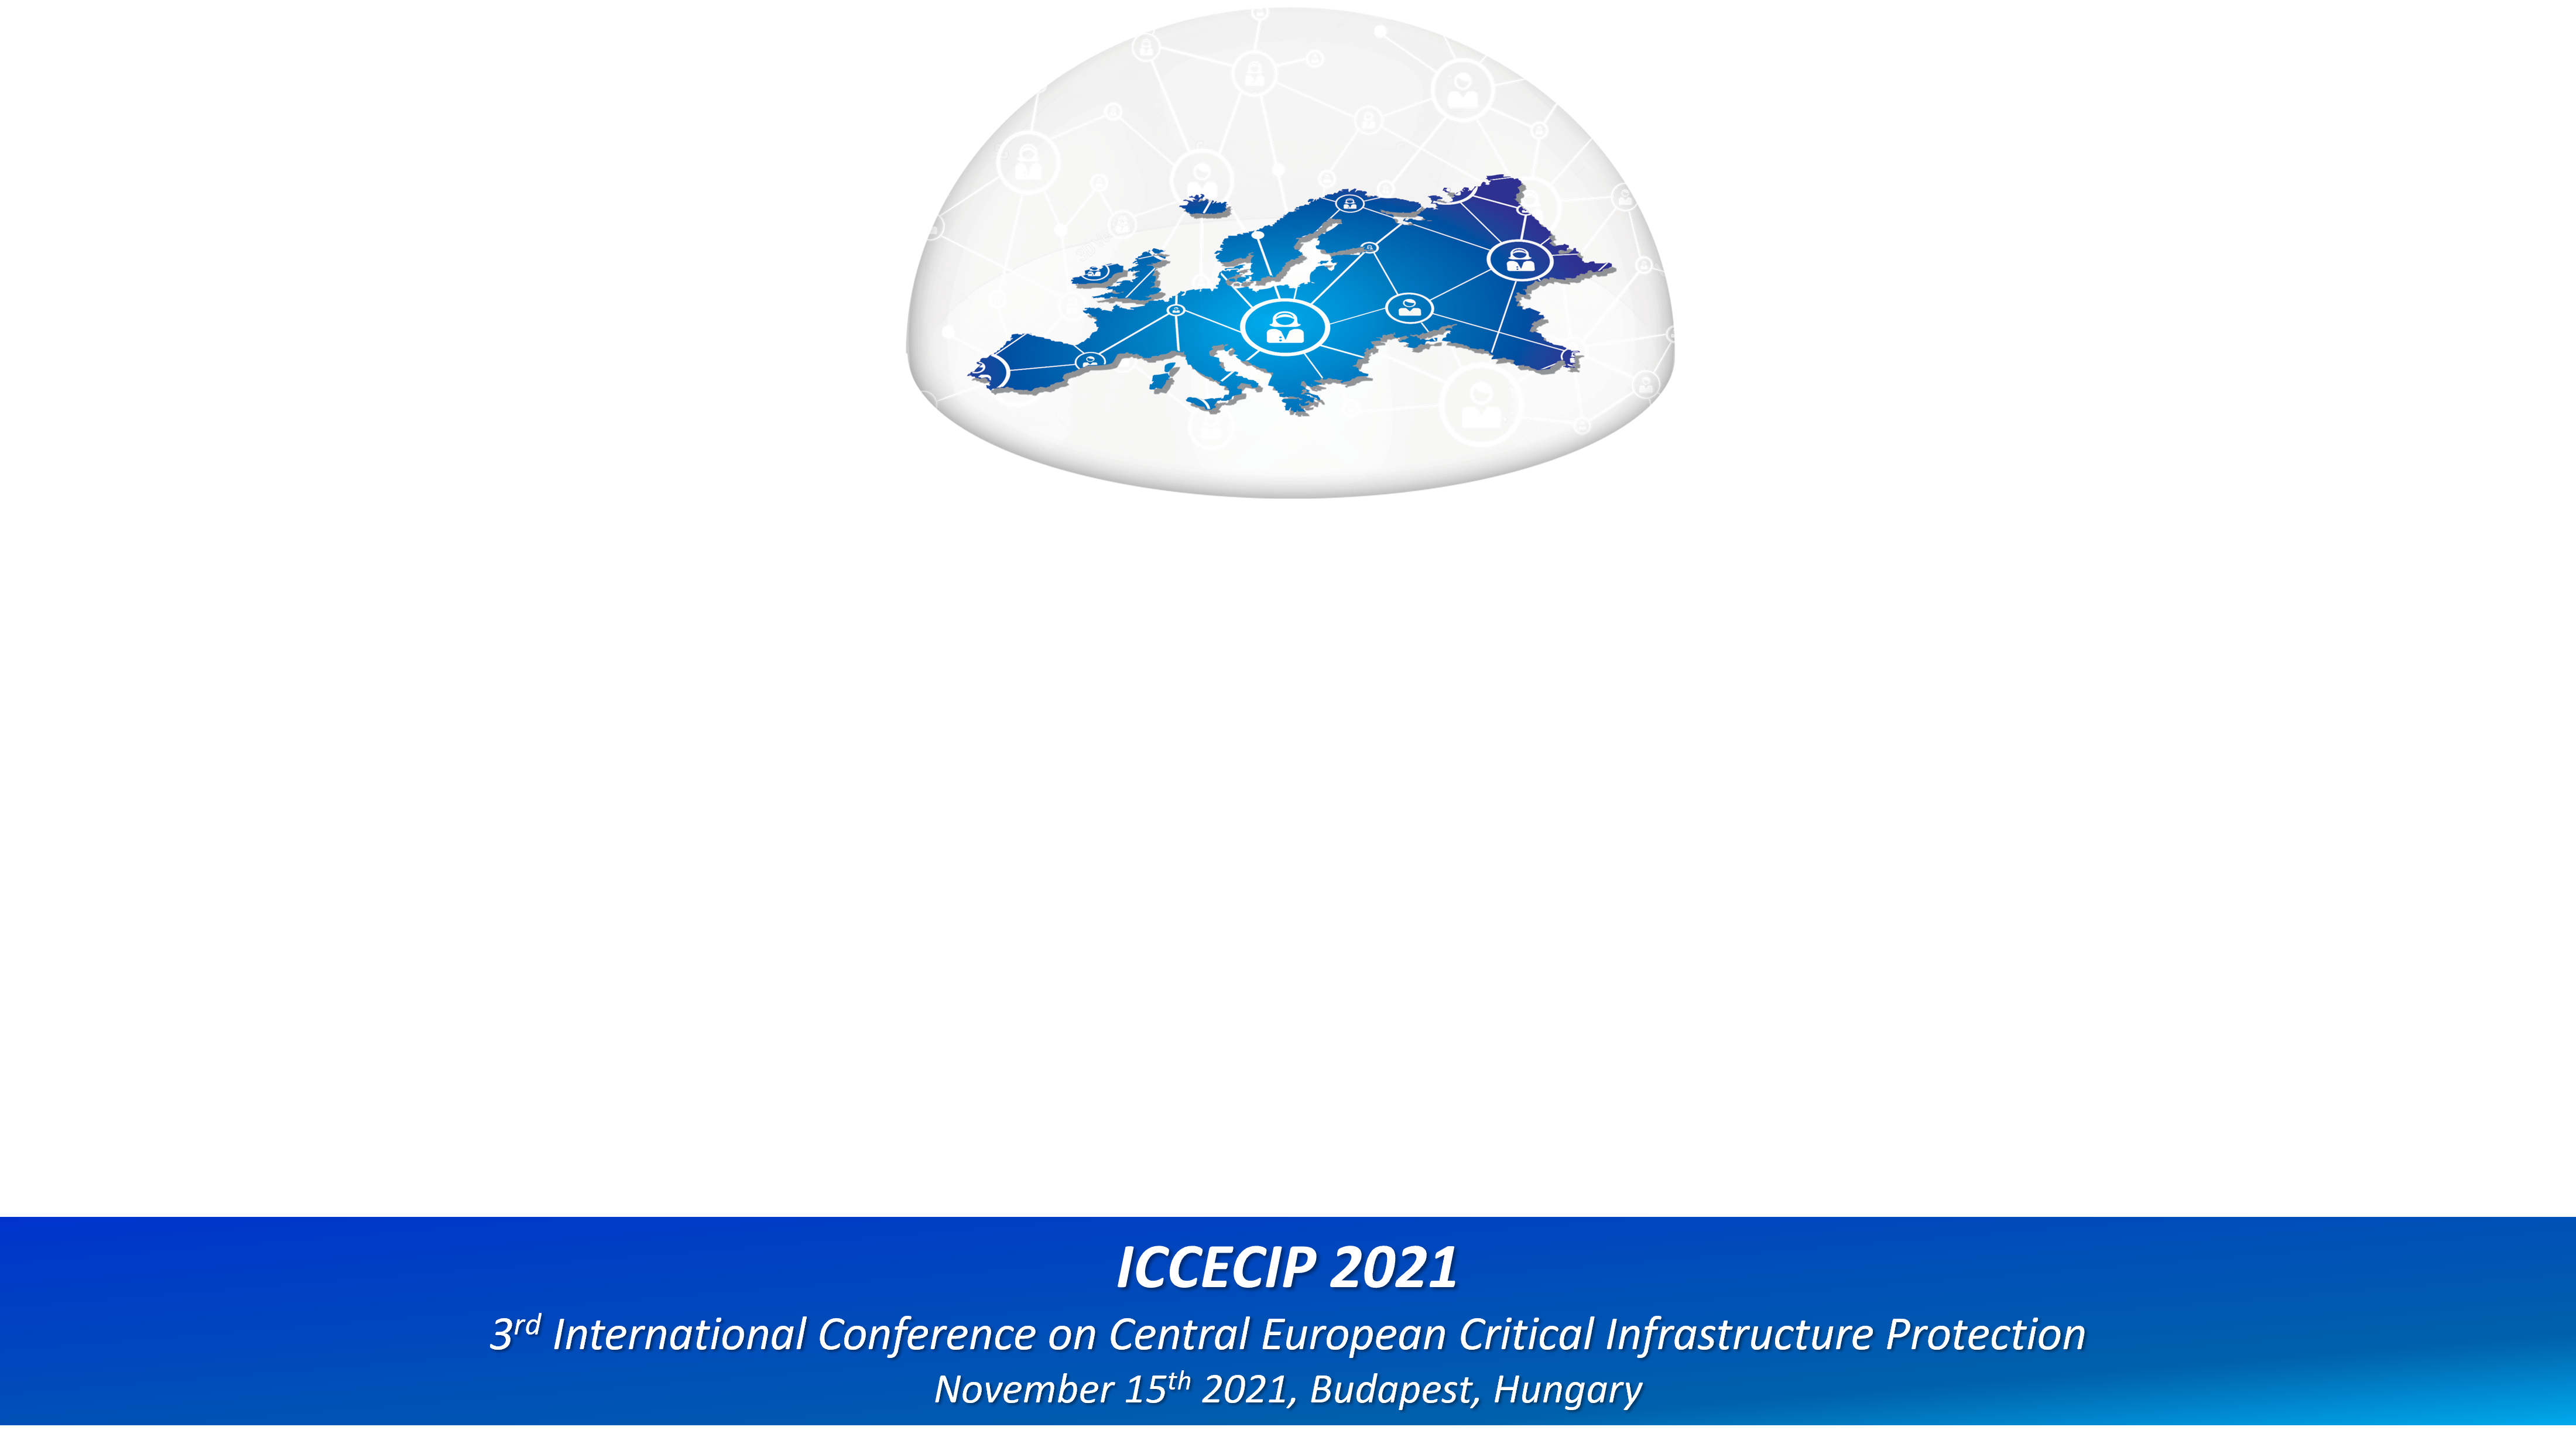 ICCECIP 2021
3rd International Conference on Central European Critical Infrastructure Protection
November 15th 2021, Budapest, Hungary